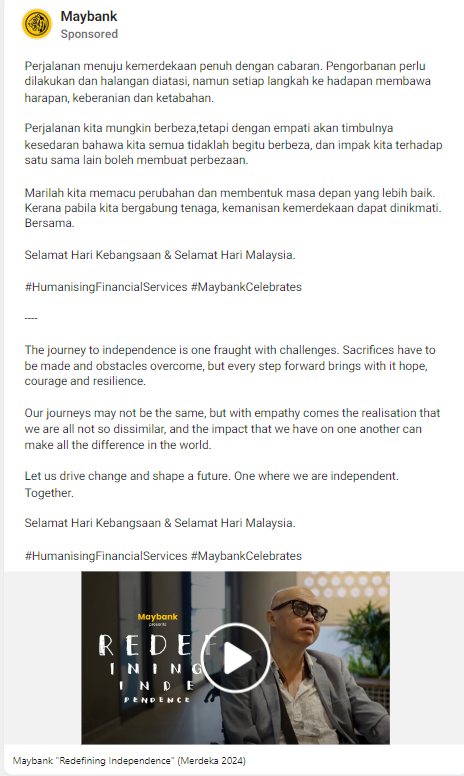 Maybank
Sponsored
Perjalanan menuju kemerdekaan penuh dengan cabaran. Pengorbanan perlu
dilakukan dan halangan diatasi, namun setiap langkah ke hadapan membawa
harapan, keberanian dan ketabahan.
Perjalanan kita mungkin berbeza,tetapi dengan empati akan timbulnya
kesedaran bahawa kita semua tidaklah begitu berbeza, dan impak kita terhadap
satu sama lain boleh membuat perbezaan.
Marilah kita memacu perubahan dan membentuk masa depan yang lebih baik.
Kerana pabila kita bergabung tenaga, kemanisan kemerdekaan dapat dinikmati.
Bersama.
Selamat Hari Kebangsaan & Selamat Hari Malaysia.
#HumanisingFinancialServices #MaybankCelebrates
----
The journey to independence is one fraught with challenges. Sacrifices have to
be made and obstacles overcome, but every step forward brings with it hope,
courage and resilience.
Our journeys may not be the same, but with empathy comes the realisation that
we are all not so dissimilar, and the impact that we have on one another can
make all the difference in the world.
Let us drive change and shape a future. One where we are independent.
Together.
Selamat Hari Kebangsaan & Selamat Hari Malaysia.
#HumanisingFinancialServices #MaybankCelebrates
Maybank
presents
REDEF
INING
INDE
PENDENCE
Maybank "Redefining Independence" (Merdeka 2024)